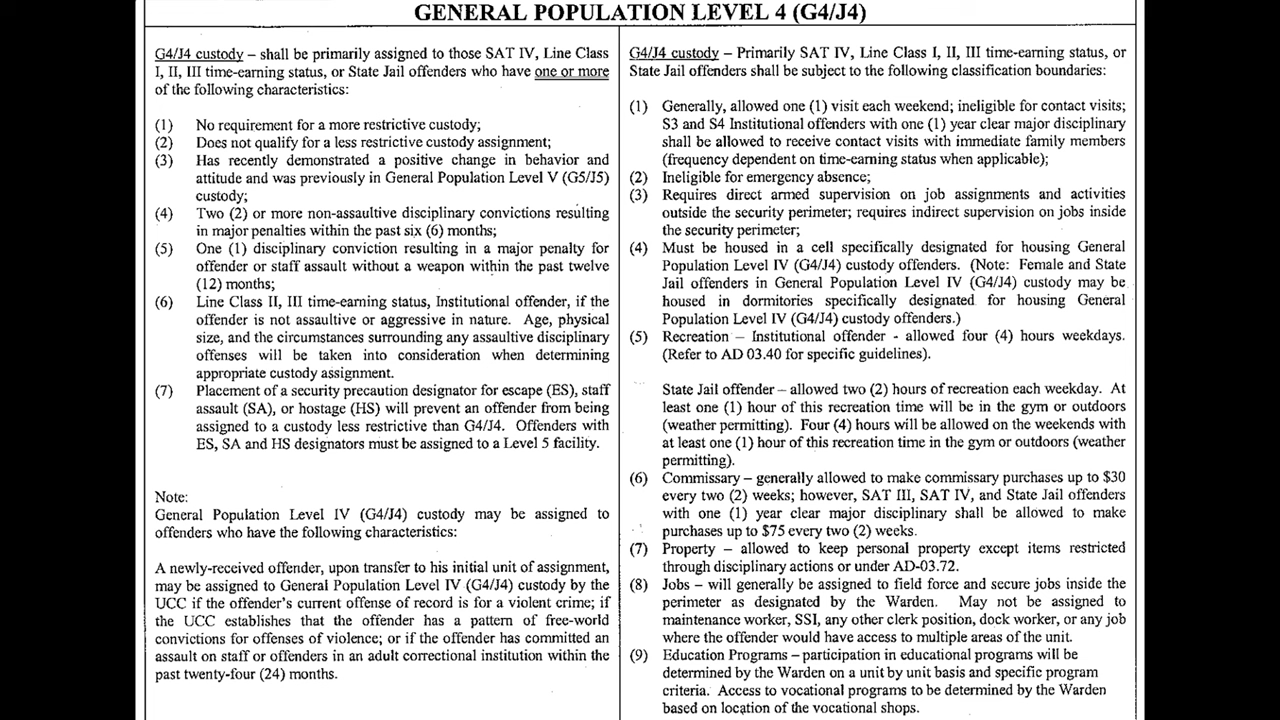 GENERAL POPULATION LEVEL 4 (G4/J4)
G4/J4 custody – shall be primarily assigned to those SAT IV, Line Class
I, II, III time-earning status, or State Jail offenders who have one or more
of the following characteristics:
(1) No requirement for a more restrictive custody;
(2) Does not qualify for a less restrictive custody assignment;
(3) Has recently demonstrated a positive change in behavior and
attitude and was previously in General Population Level V (G5/J5)
custody;
(4) Two (2) or more non-assaultive disciplinary convictions resulting
in major penalties within the past six (6) months;
(5) One (1) disciplinary conviction resulting in a major penalty for
offender or staff assault without a weapon within the past twelve
(12) months;
(6) Line Class II, III time-earning status, Institutional offender, if the
offender is not assaultive or aggressive in nature. Age, physical
size, and the circumstances surrounding any assaultive disciplinary
offenses will be taken into consideration when determining
appropriate custody assignment.
(7) Placement of a security precaution designator for escape (ES), staff
assault (SA), or hostage (HS) will prevent an offender from being
assigned to a custody less restrictive than G4/J4. Offenders with
ES, SA and HS designators must be assigned to a Level 5 facility.
Note:
General Population Level IV (G4/J4) custody may be assigned to
offenders who have the following characteristics:
A newly-received offender, upon transfer to his initial unit of assignment,
may be assigned to General Population Level IV (G4/J4) custody by the
UCC if the offender's current offense of record is for a violent crime; if
the UCC establishes that the offender has a pattern of free-world
convictions for offenses of violence; or if the offender has committed an
assault on staff or offenders in an adult correctional institution within the
past twenty-four (24) months.
G4/J4 custody – Primarily SAT IV, Line Class I, II, III time-earning status, or
State Jail offenders shall be subject to the following classification boundaries:
(1) Generally, allowed one (1) visit each weekend; ineligible for contact visits;
S3 and S4 Institutional offenders with one (1) year clear major disciplinary
shall be allowed to receive contact visits with immediate family members
(frequency dependent on time-earning status when applicable);
(2) Ineligible for emergency absence;
(3) Requires direct armed supervision on job assignments and activities
outside the security perimeter; requires indirect supervision on jobs inside
the security perimeter;
(4) Must be housed in a cell specifically designated for housing General
Population Level IV (G4/J4) custody offenders. (Note: Female and State
Jail offenders in General Population Level IV (G4/J4) custody may be
housed in dormitories specifically designated for housing General
Population Level IV (G4/J4) custody offenders.)
(5) Recreation – Institutional offender - allowed four (4) hours weekdays.
(Refer to AD 03.40 for specific guidelines).
State Jail offender – allowed two (2) hours of recreation each weekday. At
least one (1) hour of this recreation time will be in the gym or outdoors
(weather permitting). Four (4) hours will be allowed on the weekends with
at least one (1) hour of this recreation time in the gym or outdoors (weather
permitting).
(6) Commissary – generally allowed to make commissary purchases up to $30
every two (2) weeks; however, SAT III, SAT IV, and State Jail offenders
with one (1) year clear major disciplinary shall be allowed to make
purchases up to $75 every two (2) weeks.
(7) Property – allowed to keep personal property except items restricted
through disciplinary actions or under AD-03.72.
(8) Jobs – will generally be assigned to field force and secure jobs inside the
perimeter as designated by the Warden. May not be assigned to
maintenance worker, SSI, any other clerk position, dock worker, or any job
where the offender would have access to multiple areas of the unit.
(9) Education Programs – participation in educational programs will be
determined by the Warden on a unit by unit basis and specific program
criteria. Access to vocational programs to be determined by the Warden
based on location of the vocational shops.